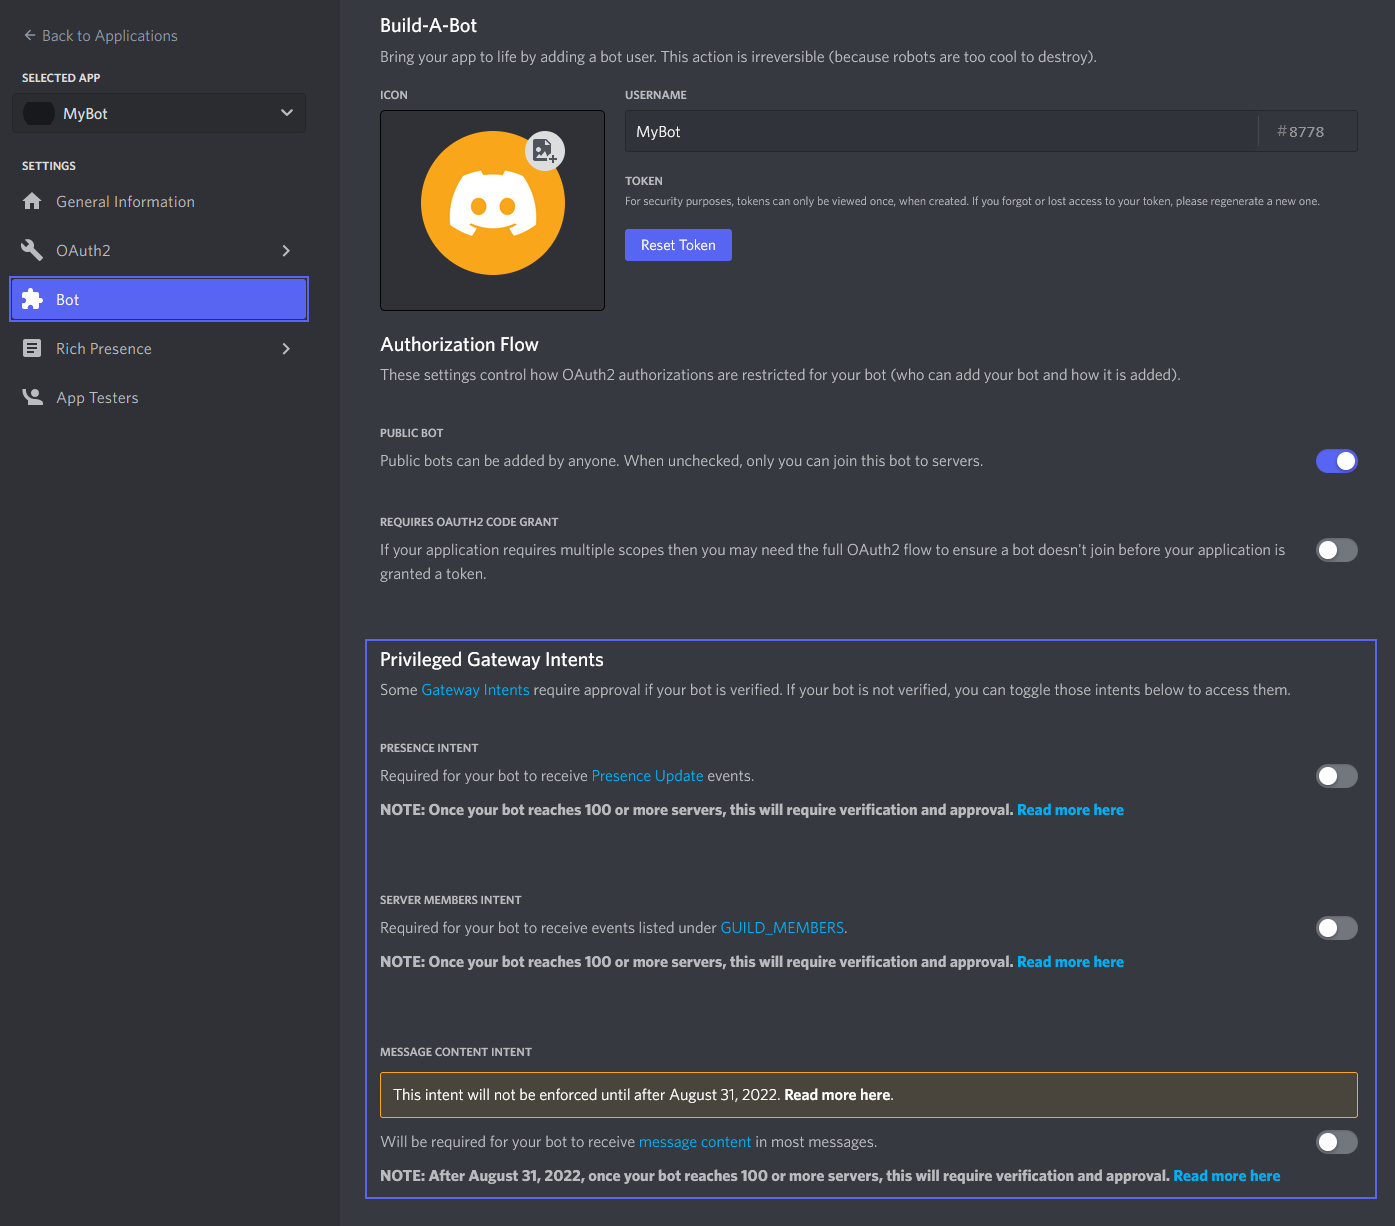 Back to Applications
SELECTED APP
MyBot
SETTINGS
General Information
OAuth2
Bot
Rich Presence
App Testers
Build-A-Bot
Bring your app to life by adding a bot user. This action is irreversible (because robots are too cool to destroy).
ICON
USERNAME
MyBot
#8778
TOKEN
For security purposes, tokens can only be viewed once, when created. If you forgot or lost access to your token, please regenerate a new one.
Reset Token
Authorization Flow
These settings control how OAuth2 authorizations are restricted for your bot (who can add your bot and how it is added).
PUBLIC BOT
Public bots can be added by anyone. When unchecked, only you can join this bot to servers.
REQUIRES OAUTH2 CODE GRANT
If your application requires multiple scopes then you may need the full OAuth2 flow to ensure a bot doesn't join before your application is
granted a token.
Privileged Gateway Intents
Some Gateway Intents require approval if your bot is verified. If your bot is not verified, you can toggle those intents below to access them.
PRESENCE INTENT
Required for your bot to receive Presence Update events.
NOTE: Once your bot reaches 100 or more servers, this will require verification and approval. Read more here
SERVER MEMBERS INTENT
Required for your bot to receive events listed under GUILD_MEMBERS.
NOTE: Once your bot reaches 100 or more servers, this will require verification and approval. Read more here
MESSAGE CONTENT INTENT
This intent will not be enforced until after August 31, 2022. Read more here.
Will be required for your bot to receive message content in most messages.
NOTE: After August 31, 2022, once your bot reaches 100 or more servers, this will require verification and approval. Read more here